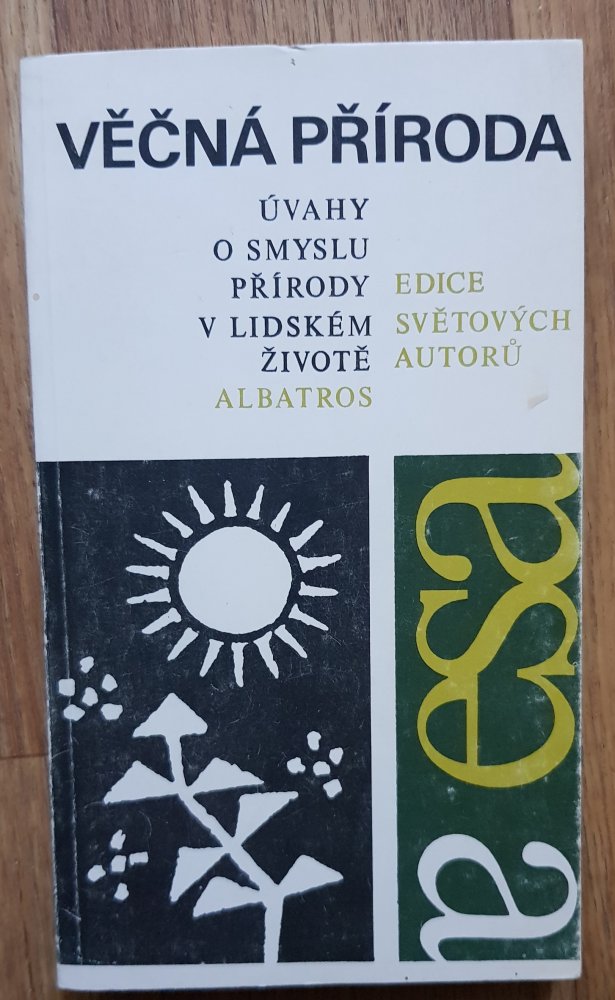 VĚČNÁ PŘÍRODA
ÚVAHY
O SMYSLU
PŘÍRODY
V LIDSKÉM
ŽIVOTĚ
ALBATROS
EDICE
SVĚTOVÝCH
AUTORŮ
esa
a